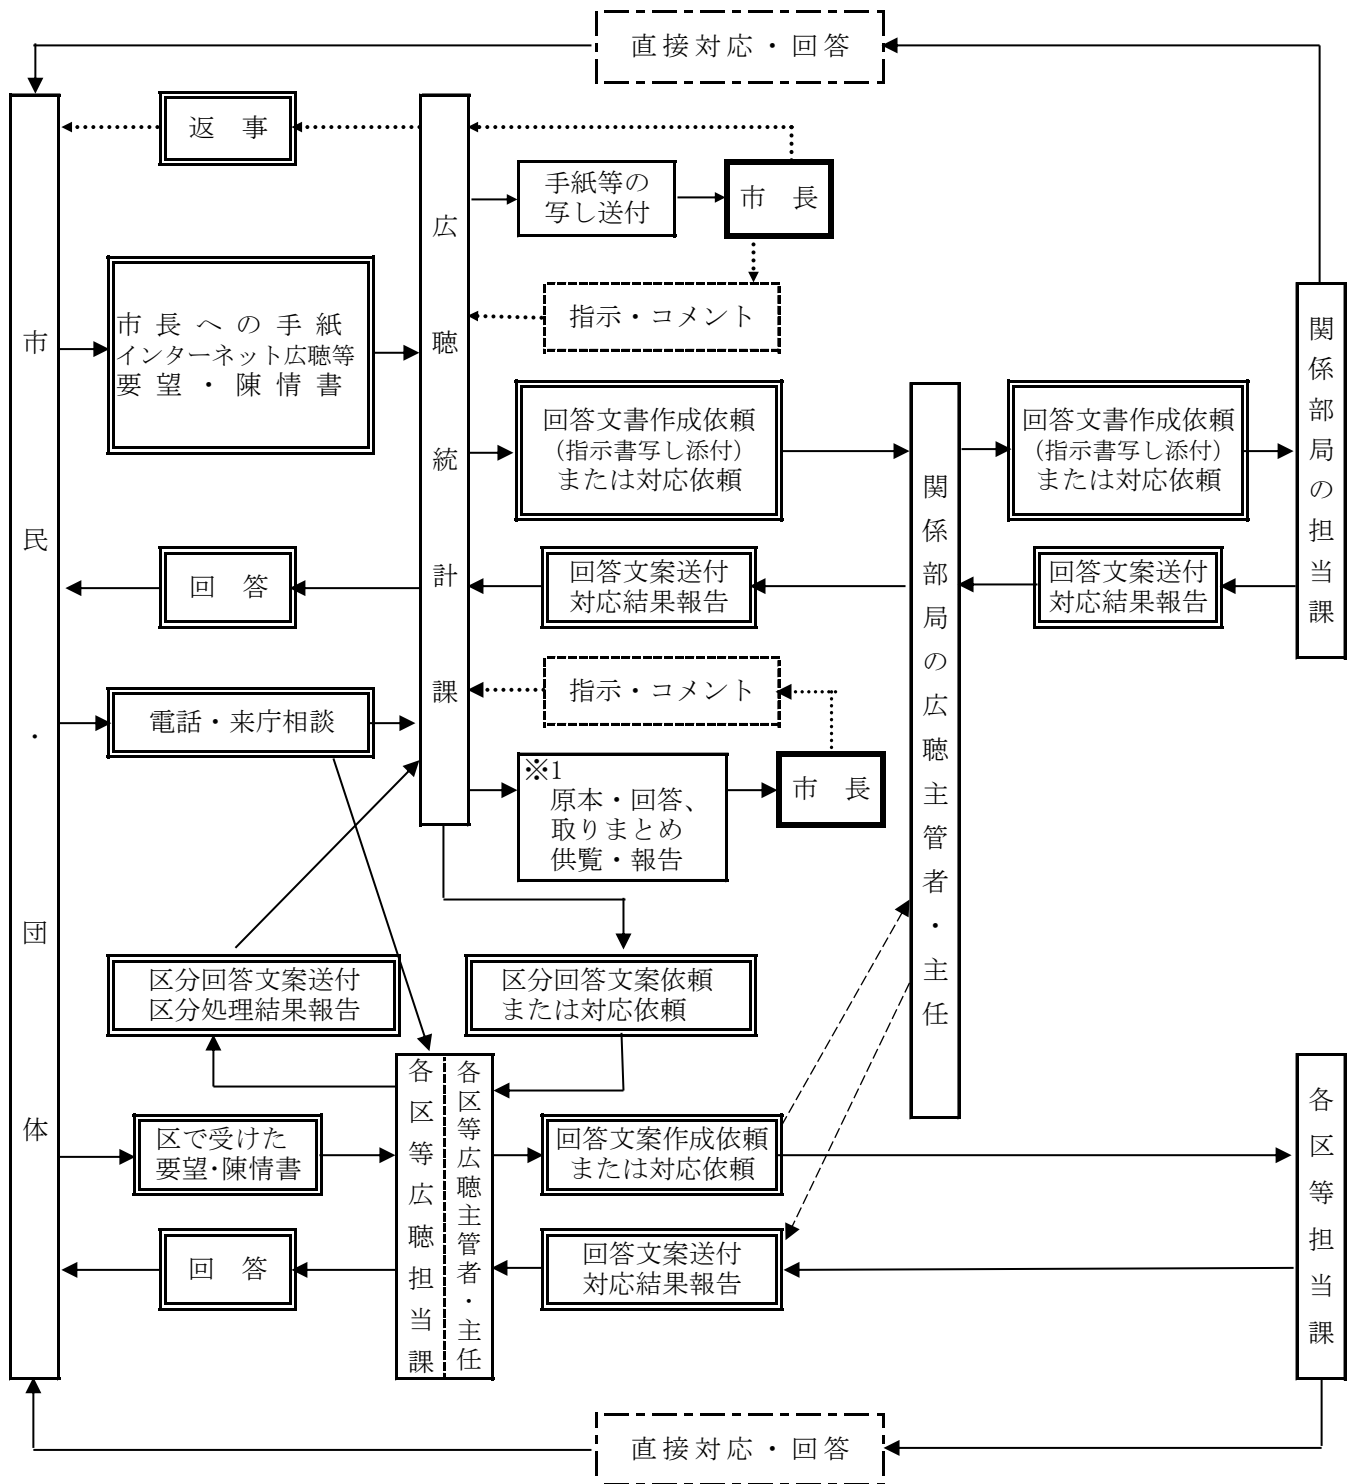 直接対応・回答
返　事
手紙等の
写し送付
市　長
指示・コメント
市民・団体
市長への手紙
インターネット広聴等
要望・陳情書
広聴統計課
回答文書作成依頼
(指示書写し添付)
または対応依頼
関係部局の広聴主管者・主任
回答文書作成依頼
(指示書写し添付)
または対応依頼
関係部局の担当課
回　答
回答文案送付
対応結果報告
回答文案送付
対応結果報告
電話・来庁相談
指示・コメント
※1
原本・回答、
取りまとめ
供覧・報告
市　長
区分回答文案送付
区分処理結果報告
区分回答文案依頼
または対応依頼
区で受けた
要望・陳情書
各区等広聴担当課
各区等広聴主管者・主任
回答文案作成依頼
または対応依頼
各区等担当課
回　答
回答文案送付
対応結果報告
直接対応・回答